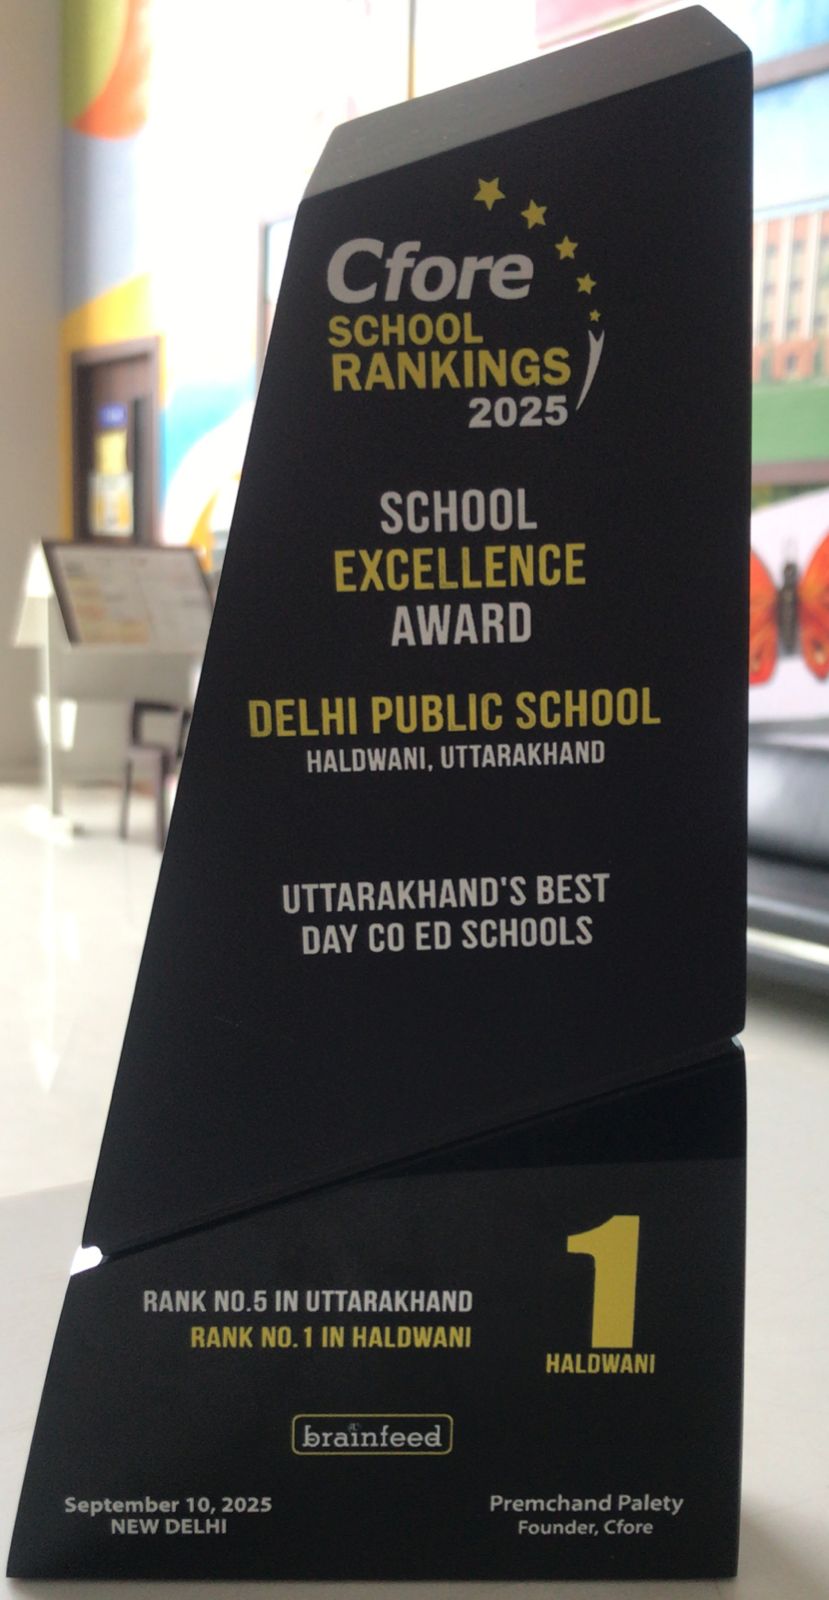 Cfore
SCHOOL
RANKINGS
2025
SCHOOL
EXCELLENCE
AWARD
DELHI PUBLIC SCHOOL
HALDWANI, UTTARAKHAND
UTTARAKHAND'S BEST
DAY CO ED SCHOOLS
RANK NO.5 IN UTTARAKHAND
RANK NO.1 IN HALDWANI
1
HALDWANI
brainfeed
September 10, 2025
NEW DELHI
Premchand Palety
Founder, Cfore